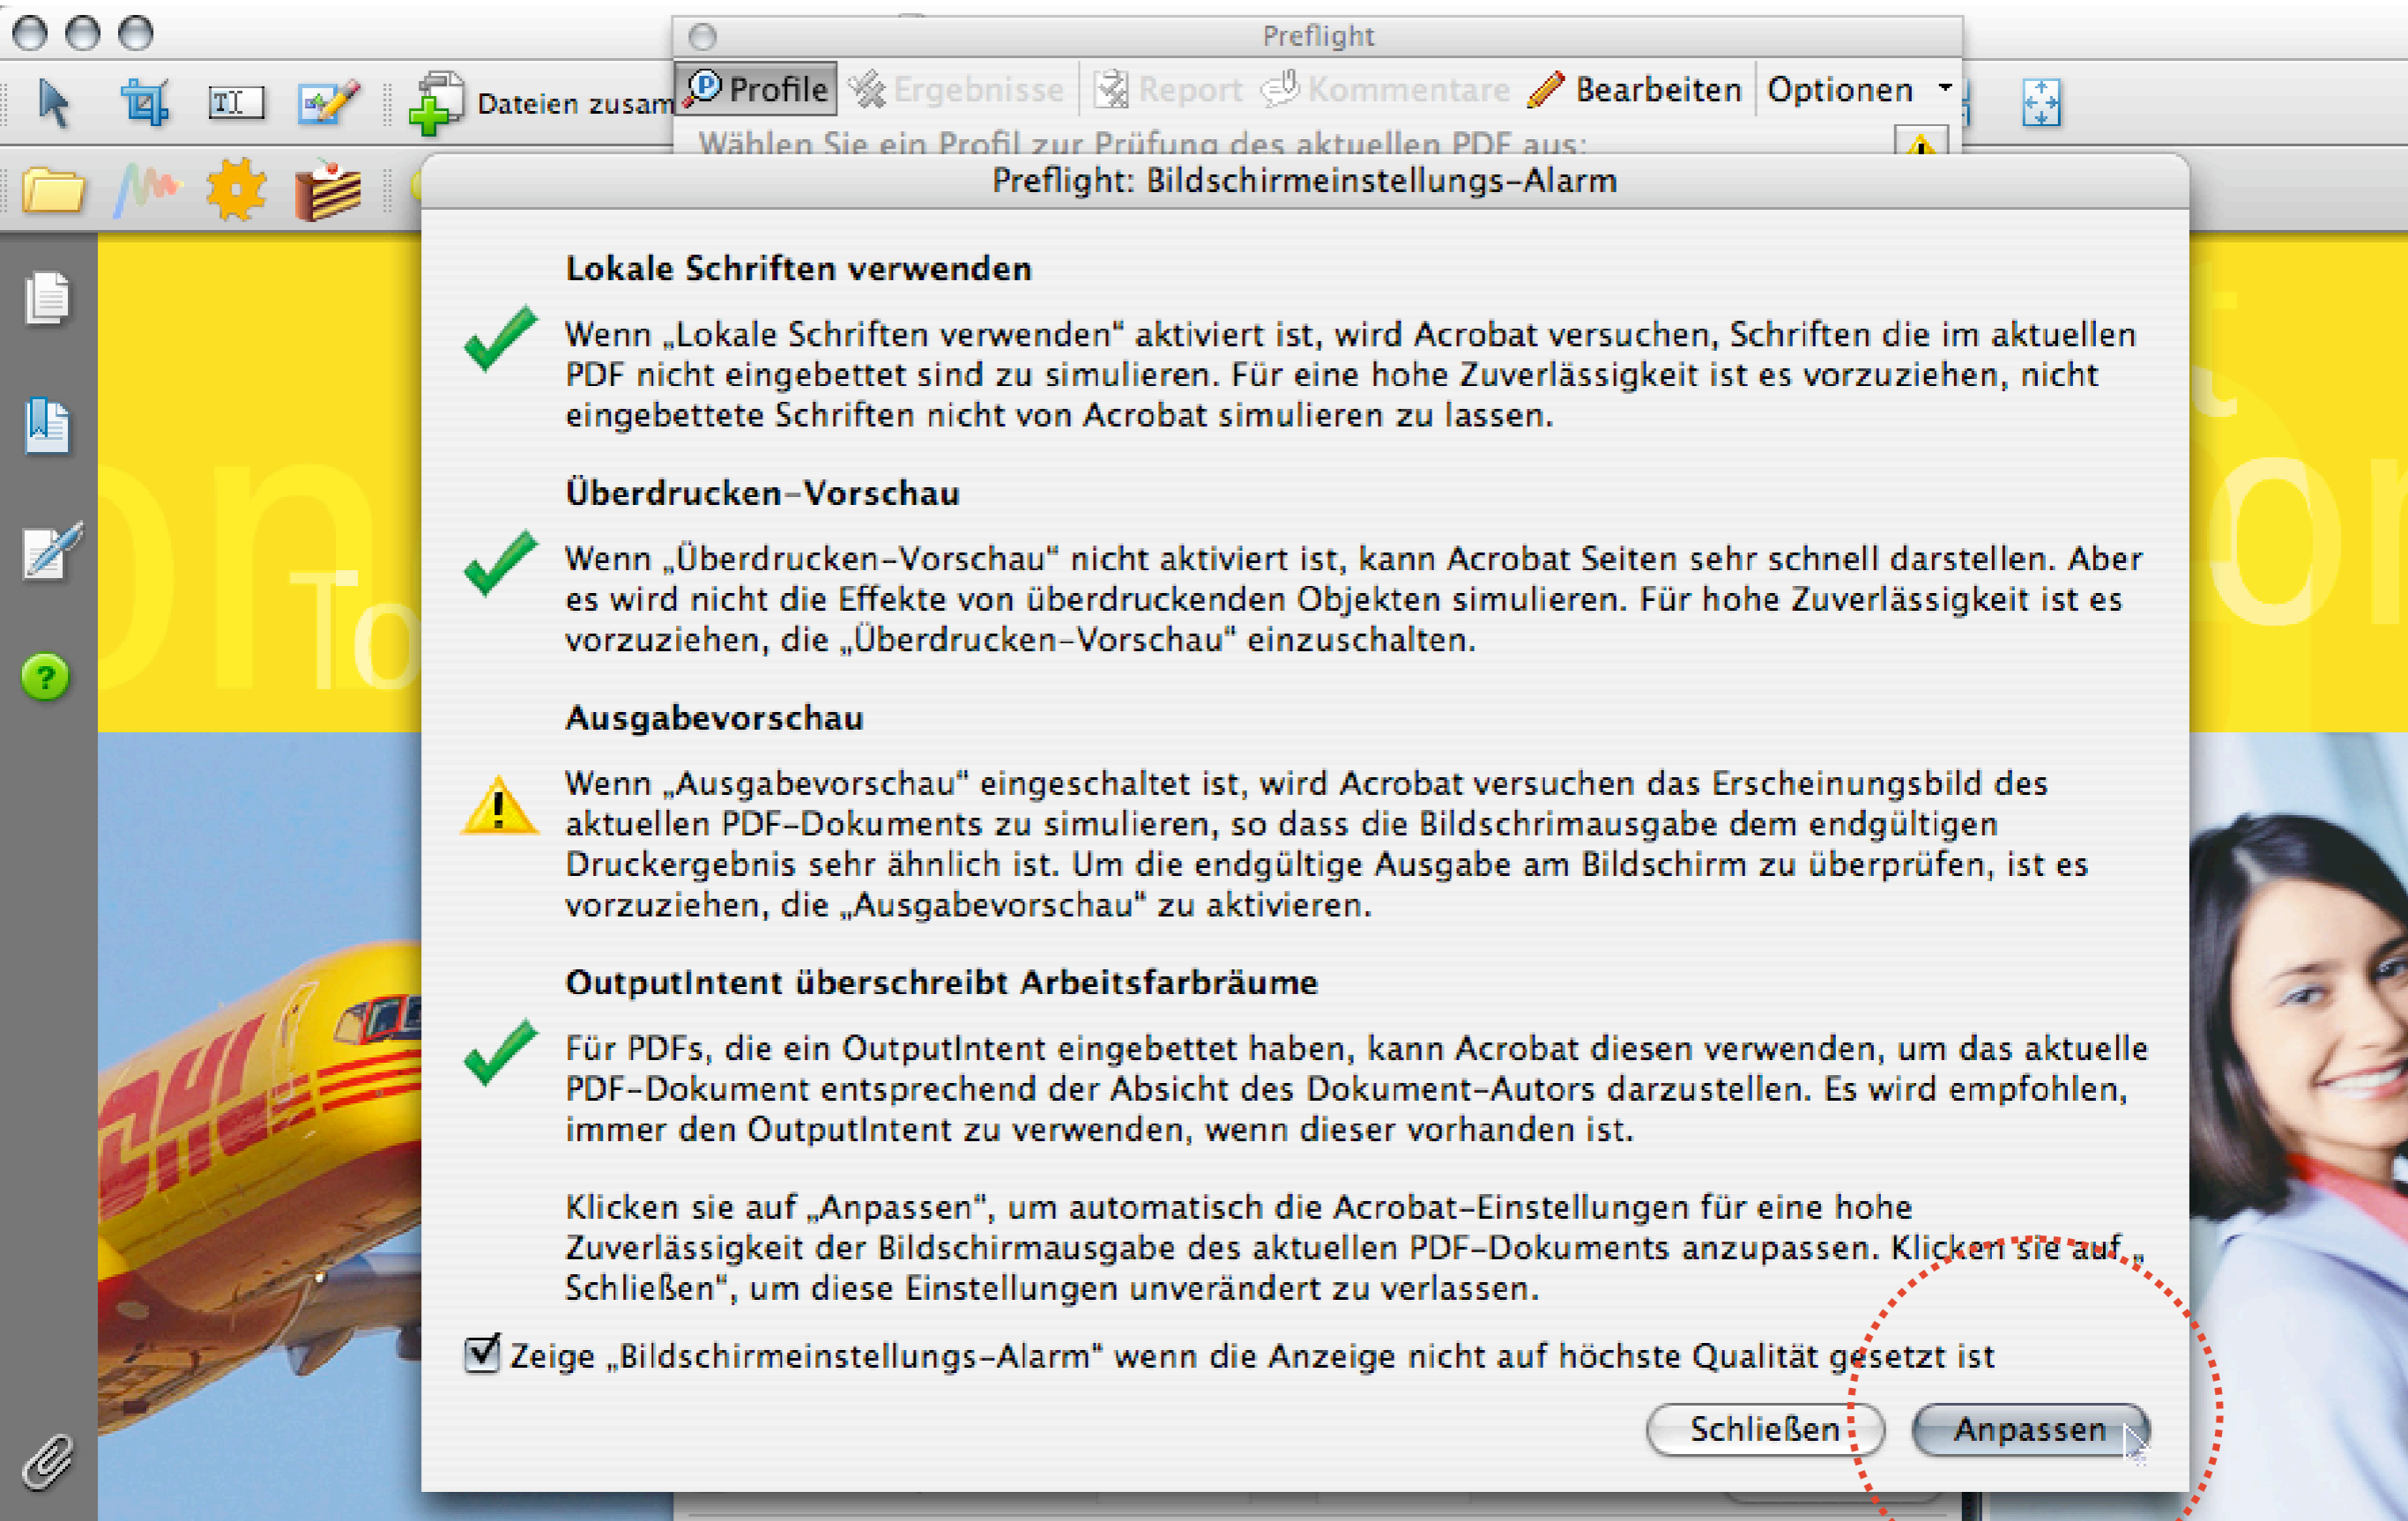 Preflight
Dateien zusam
Profile Ergebnisse Report Kommentare Bearbeiten Optionen
Wählen Sie ein Profil zur Prüfung des aktuellen PDF aus:
Preflight: Bildschirmeinstellungs-Alarm
Lokale Schriften verwenden
Wenn „Lokale Schriften verwenden“ aktiviert ist, wird Acrobat versuchen, Schriften die im aktuellen
PDF nicht eingebettet sind zu simulieren. Für eine hohe Zuverlässigkeit ist es vorzuziehen, nicht
eingebettete Schriften nicht von Acrobat simulieren zu lassen.
Überdrucken-Vorschau
Wenn „Überdrucken-Vorschau“ nicht aktiviert ist, kann Acrobat Seiten sehr schnell darstellen. Aber
es wird nicht die Effekte von überdruckenden Objekten simulieren. Für hohe Zuverlässigkeit ist es
vorzuziehen, die „Überdrucken-Vorschau“ einzuschalten.
Ausgabevorschau
Wenn „Ausgabevorschau“ eingeschaltet ist, wird Acrobat versuchen das Erscheinungsbild des
aktuellen PDF-Dokuments zu simulieren, so dass die Bildschrimausgabe dem endgültigen
Druckergebnis sehr ähnlich ist. Um die endgültige Ausgabe am Bildschirm zu überprüfen, ist es
vorzuziehen, die „Ausgabevorschau“ zu aktivieren.
OutputIntent überschreibt Arbeitsfarbräume
Für PDFs, die ein OutputIntent eingebettet haben, kann Acrobat diesen verwenden, um das aktuelle
PDF-Dokument entsprechend der Absicht des Dokument-Autors darzustellen. Es wird empfohlen,
immer den OutputIntent zu verwenden, wenn dieser vorhanden ist.
Klicken sie auf „Anpassen“, um automatisch die Acrobat-Einstellungen für eine hohe
Zuverlässigkeit der Bildschirmausgabe des aktuellen PDF-Dokuments anzupassen. Klicken sie auf „
Schließen“, um diese Einstellungen unverändert zu verlassen.
Zeige „Bildschirmeinstellungs-Alarm“ wenn die Anzeige nicht auf höchste Qualität gesetzt ist
Schließen Anpassen
on
To
or
DHL